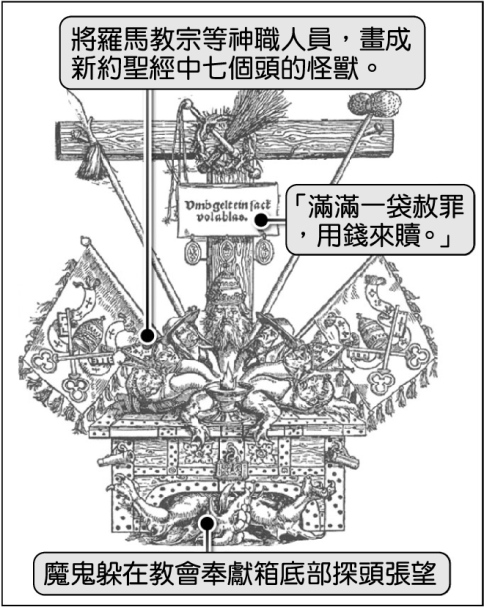 將羅馬教宗等神職人員，畫成
新約聖經中七個頭的怪獸。
Vmb gelt ein sack
vol ablas.
「滿滿一袋赦罪
，用錢來贖。」
魔鬼躲在教會奉獻箱底部探頭張望